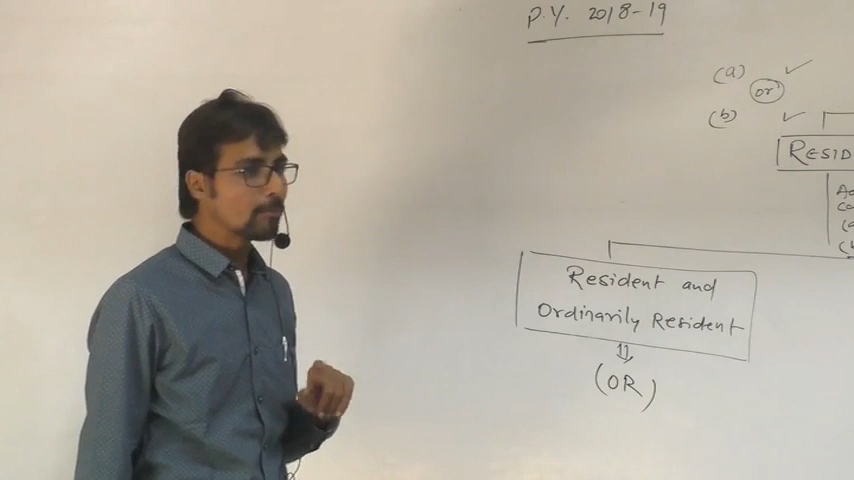 P.Y. 2018-19
(a)
or
(b)
RESID
(a
(b
Resident and
Ordinarily Resident
(OR)